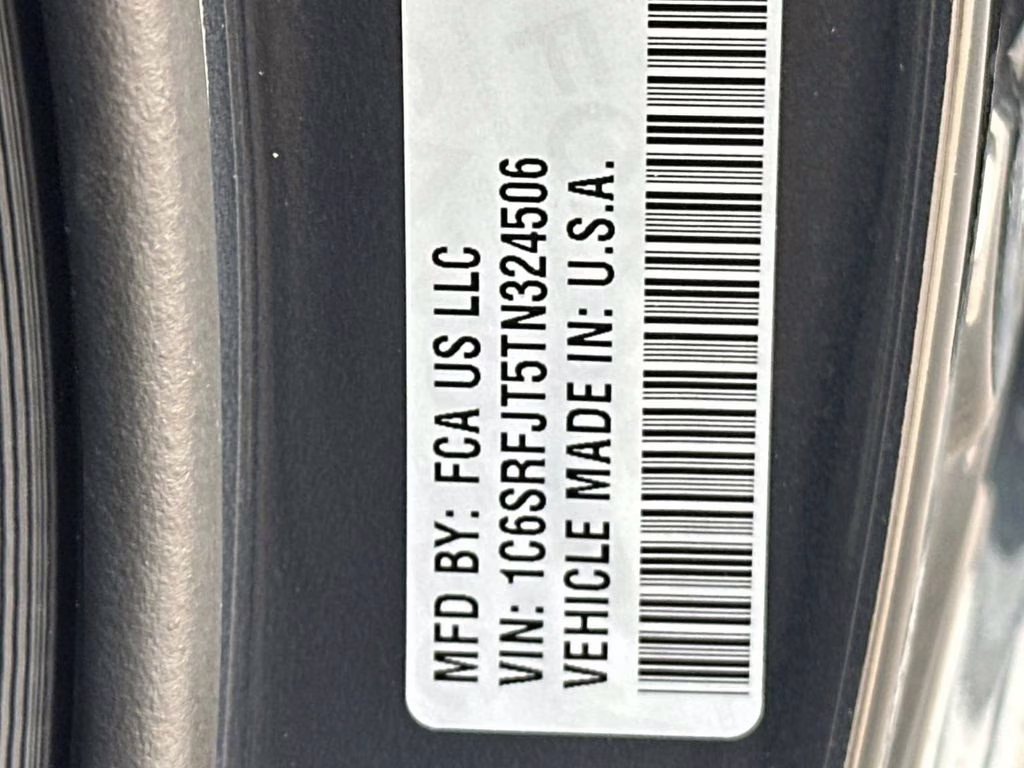 MFD BY: FCA US LLC
VIN: 1C6SRFJT5TN324506
VEHICLE MADE IN: U.S.A.